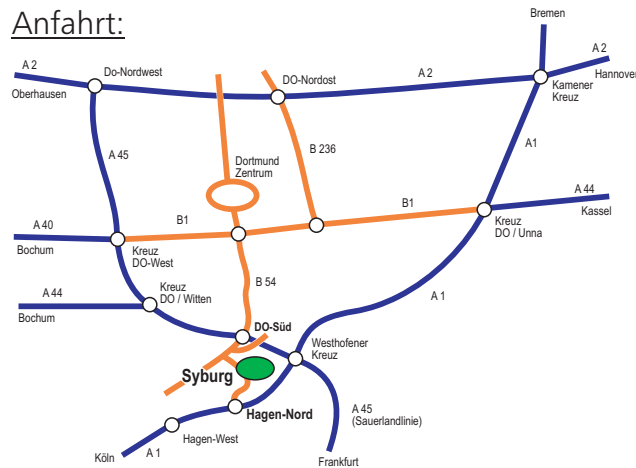 Anfahrt:
Bremen
A 2
Do-Nordwest
DO-Nordost
A 2
A 2
Hannover
Oberhausen
Kamener
Kreuz
A 45
Dortmund
Zentrum
B 236
A1
A 40
B1
B1
A 44
Kassel
Bochum
Kreuz
DO-West
Kreuz
DO / Unna
A 44
Kreuz
DO / Witten
B 54
A 1
Bochum
DO-Süd
Westhofener
Kreuz
Syburg
Hagen-Nord
A 45
(Sauerlandlinie)
Hagen-West
Köln
A 1
Frankfurt